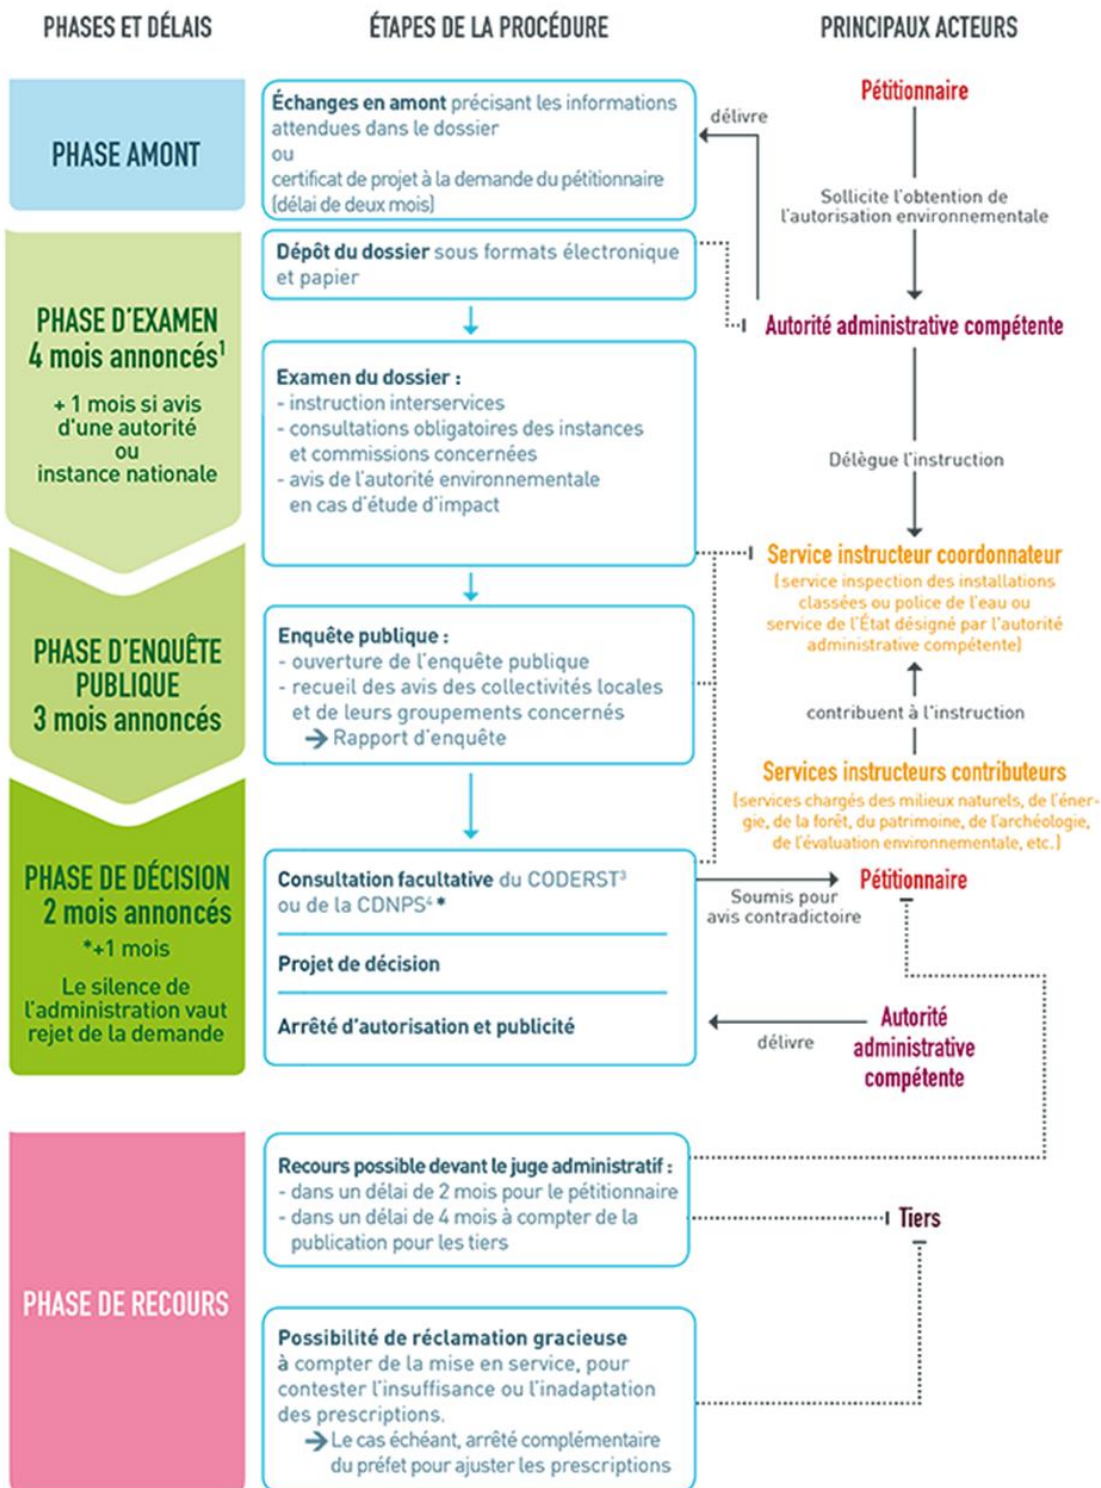 PHASES ET DÉLAIS
ÉTAPES DE LA PROCÉDURE
PRINCIPAUX ACTEURS
PHASE AMONT
Échanges en amont précisant les informations
attendues dans le dossier
ou
certificat de projet à la demande du pétitionnaire
(délai de deux mois)
délivre
Pétitionnaire
Sollicite l'obtention de
l'autorisation environnementale
PHASE D'EXAMEN
4 mois annoncés¹
+ 1 mois si avis
d'une autorité
ou
instance nationale
Dépôt du dossier sous formats électronique
et papier
Autorité administrative compétente
Examen du dossier :
- instruction interservices
- consultations obligatoires des instances
et commissions concernées
- avis de l'autorité environnementale
en cas d'étude d'impact
Délègue l'instruction
Service instructeur coordonnateur
(service inspection des installations
classées ou police de l'eau ou
service de l'État désigné par l'autorité
administrative compétente)
PHASE D'ENQUÊTE
PUBLIQUE
3 mois annoncés
Enquête publique :
- ouverture de l'enquête publique
- recueil des avis des collectivités locales
et de leurs groupements concernés
→ Rapport d'enquête
contribuent à l'instruction
Services instructeurs contributeurs
(services chargés des milieux naturels, de l'éner-
gie, de la forêt, du patrimoine, de l'archéologie,
de l'évaluation environnementale, etc.)
PHASE DE DÉCISION
2 mois annoncés
*+1 mois
Le silence de
l'administration vaut
rejet de la demande
Consultation facultative du CODERST³
ou de la CDNPS⁴ *
Projet de décision
Arrêté d'autorisation et publicité
Soumis pour
avis contradictoire
Pétitionnaire
délivre
Autorité
administrative
compétente
PHASE DE RECOURS
Recours possible devant le juge administratif :
- dans un délai de 2 mois pour le pétitionnaire
- dans un délai de 4 mois à compter de la
publication pour les tiers
Tiers
Possibilité de réclamation gracieuse
à compter de la mise en service, pour
contester l'insuffisance ou l'inadaptation
des prescriptions.
→ Le cas échéant, arrêté complémentaire
du préfet pour ajuster les prescriptions